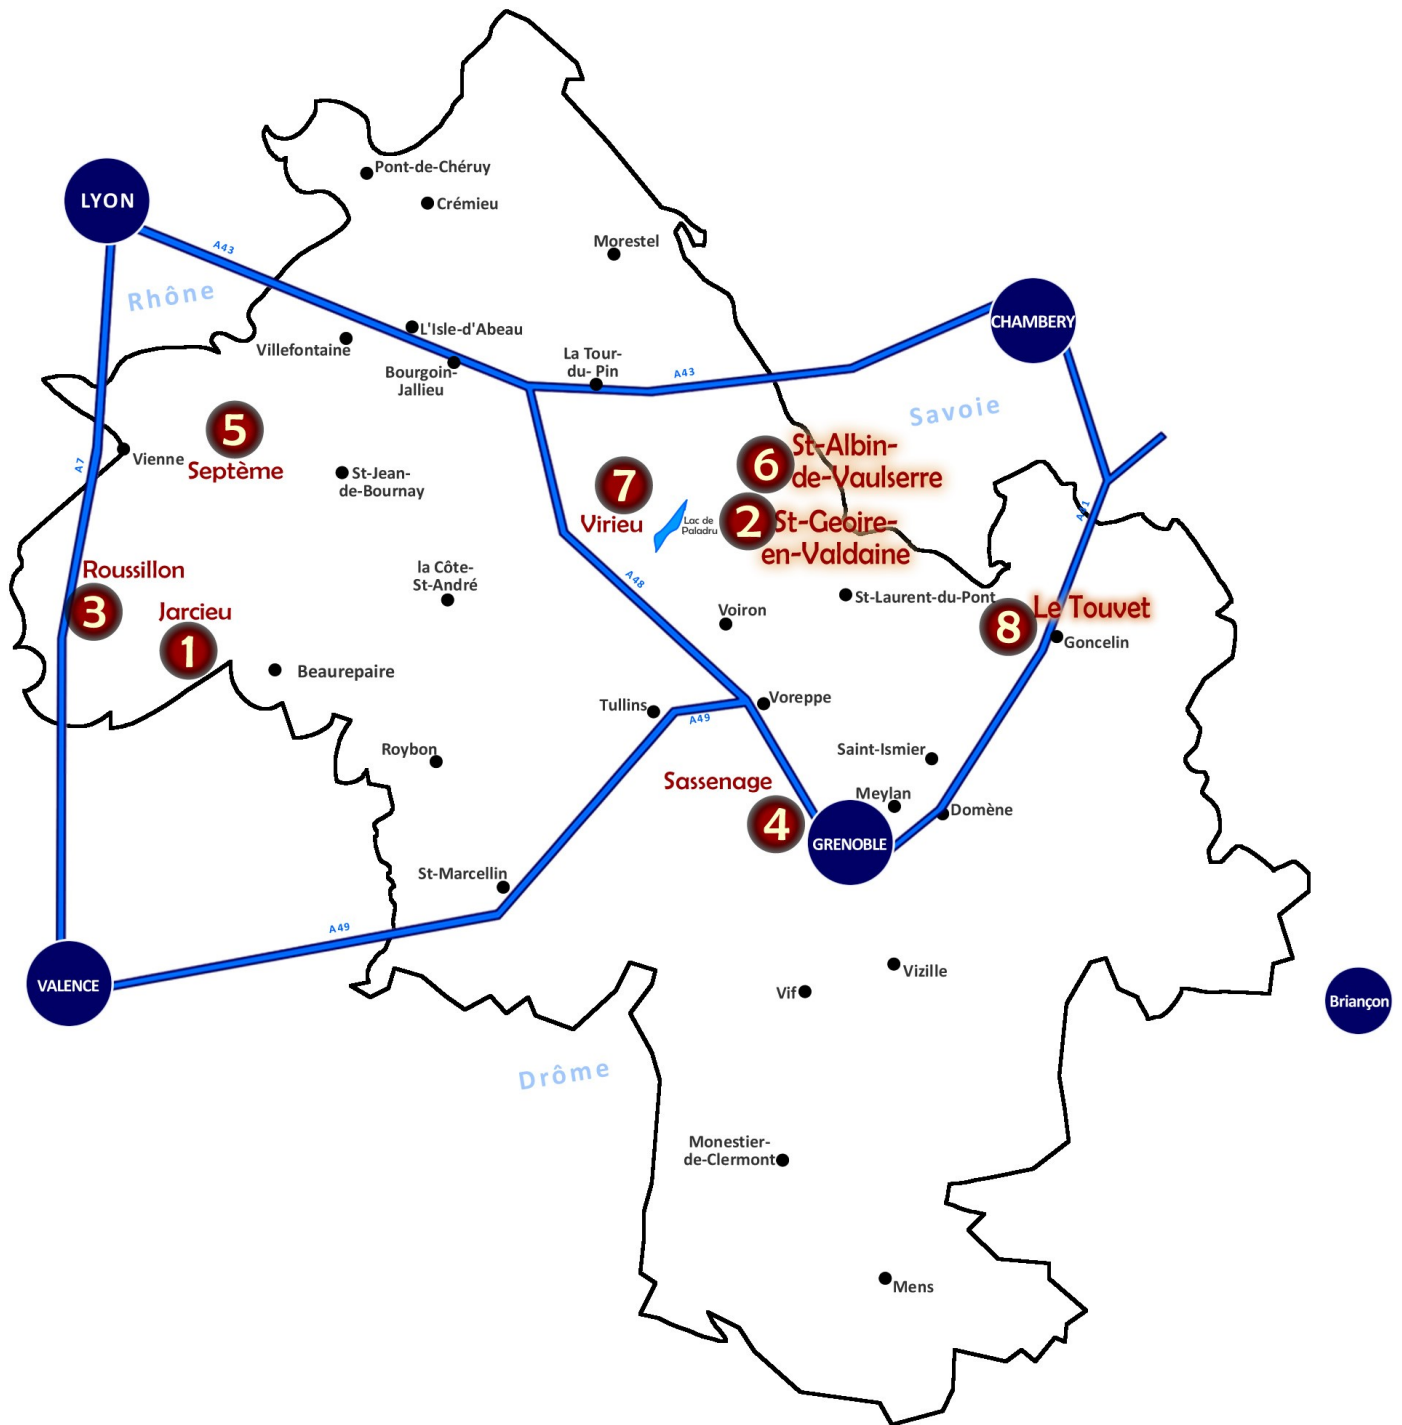 Pont-de-Chéruy
LYON
Crémieu
Morestel
A43
Rhône
CHAMBERY
L'Isle-d'Abeau
Villefontaine
La Tour-
du- Pin
Bourgoin-
Jallieu
A43
Savoie
5
Septème
Vienne
A7
St-Jean-
de-Bournay
6
St-Albin-
de-Vaulserre
7
Virieu
Lac de
Paladru
2
St-Geoire-
en-Valdaine
A41
Roussillon
3
Jarcieu
1
la Côte-
St-André
A48
Voiron
St-Laurent-du-Pont
8
Le Touvet
Goncelin
Beaurepaire
Tullins
Voreppe
A49
Roybon
Saint-Ismier
Sassenage
4
Meylan
Domène
GRENOBLE
St-Marcellin
A49
VALENCE
Vizille
Vif
Briançon
Drôme
Monestier-
de-Clermont
Mens